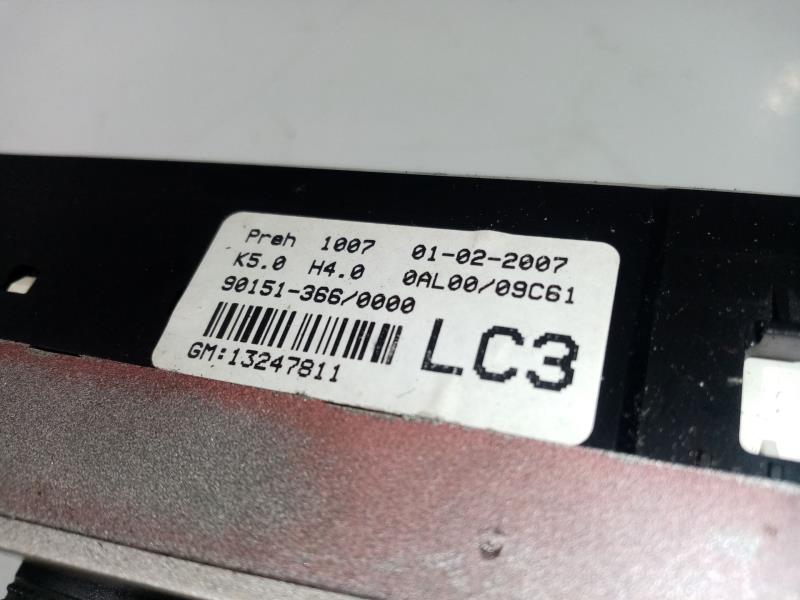 Preh 1007 01-02-2007
K5.0 H4.0 0AL00/09C61
90151-366/0000
GM:13247811
LC3